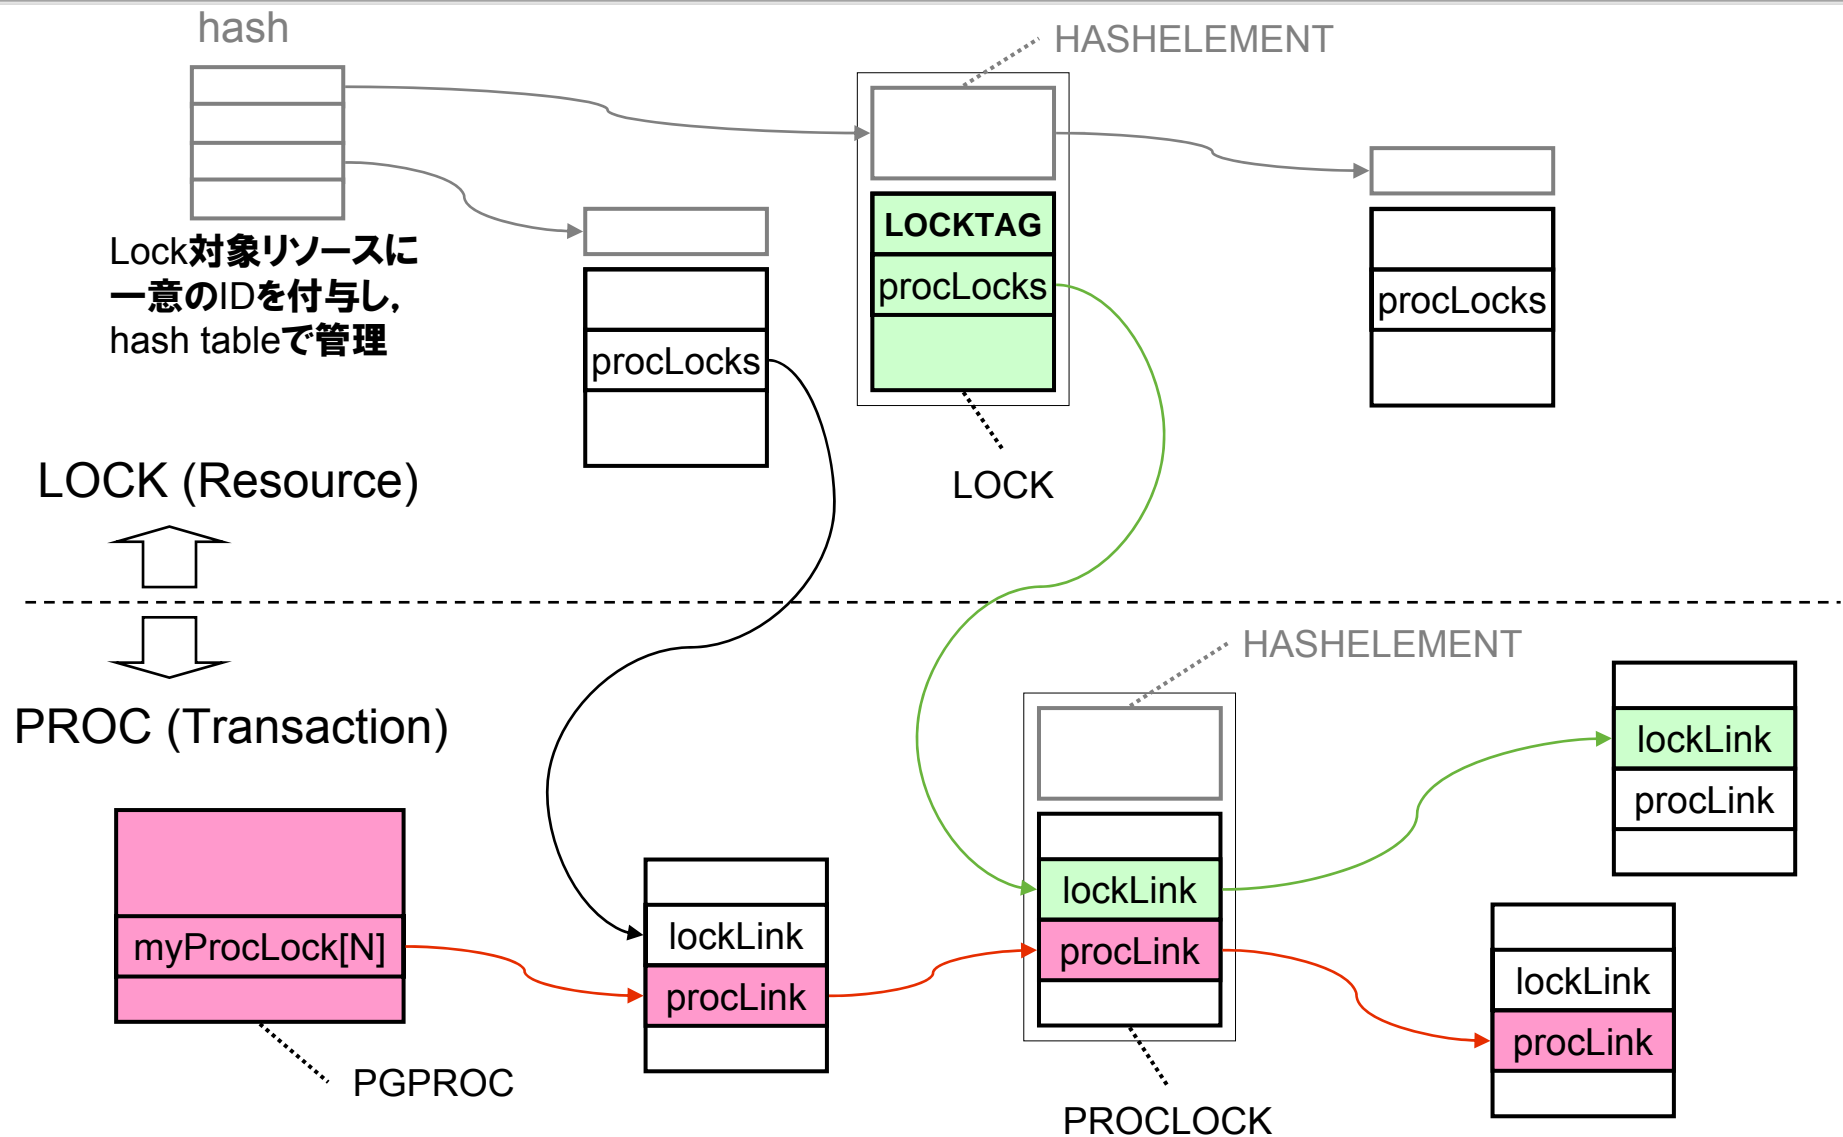 hash
HASHELEMENT
LOCKTAG
procLocks
procLocks
procLocks
Lock対象リソースに
一意のIDを付与し,
hash tableで管理
LOCK (Resource)
LOCK
PROC (Transaction)
HASHELEMENT
lockLink
procLink
lockLink
procLink
myProcLock[N]
lockLink
procLink
lockLink
procLink
PGPROC
PROCLOCK